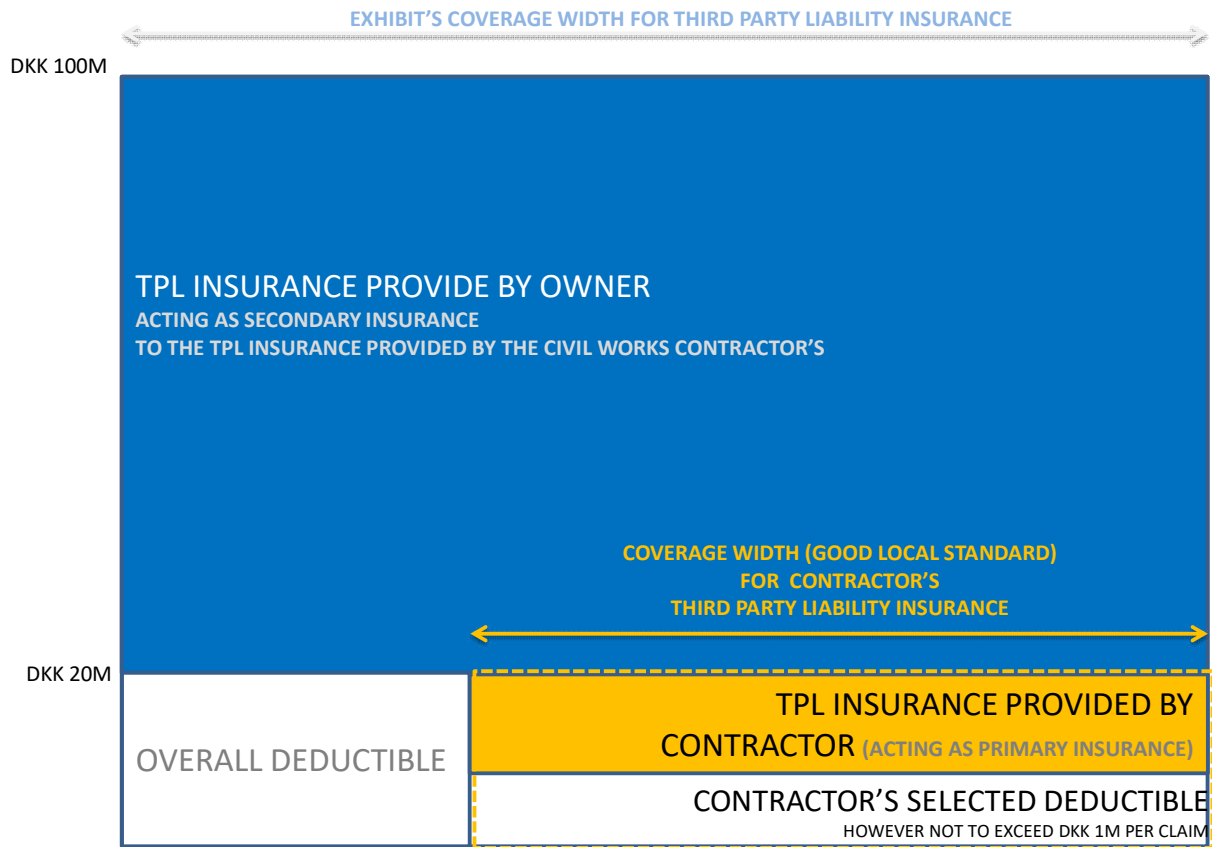 EXHIBIT'S COVERAGE WIDTH FOR THIRD PARTY LIABILITY INSURANCE
DKK 100M
TPL INSURANCE PROVIDE BY OWNER
ACTING AS SECONDARY INSURANCE
TO THE TPL INSURANCE PROVIDED BY THE CIVIL WORKS CONTRACTOR'S
COVERAGE WIDTH (GOOD LOCAL STANDARD)
FOR CONTRACTOR'S
THIRD PARTY LIABILITY INSURANCE
DKK 20M
TPL INSURANCE PROVIDED BY
CONTRACTOR (ACTING AS PRIMARY INSURANCE)
OVERALL DEDUCTIBLE
CONTRACTOR'S SELECTED DEDUCTIBLE
HOWEVER NOT TO EXCEED DKK 1M PER CLAIM